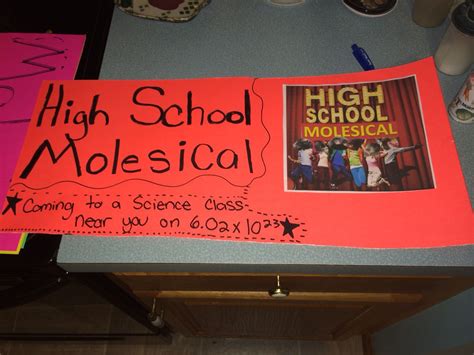 High School
Molesical
★Coming to a Science Class
near you on 6.02x10²³★
HIGH
SCHOOL
MOLESICAL